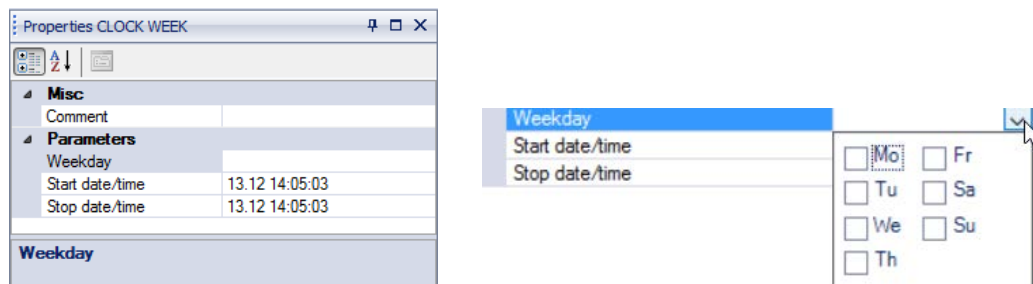 Properties CLOCK WEEK
Misc
Comment
Parameters
Weekday
Start date/time 13.12 14:05:03
Stop date/time 13.12 14:05:03
Weekday
Weekday
Start date/time
Stop date/time
Mo Fr
Tu Sa
We Su
Th